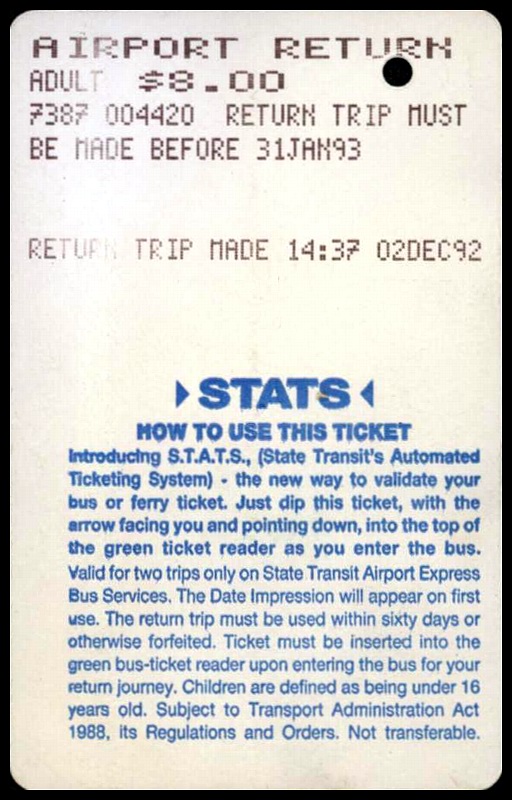 AIRPORT RETURN
ADULT $8.00
7387 004420 RETURN TRIP MUST
BE MADE BEFORE 31JAN93
RETURN TRIP MADE 14:37 02DEC92
STATS
HOW TO USE THIS TICKET
Introducing S.T.A.T.S., (State Transit's Automated
Ticketing System) - the new way to validate your
bus or ferry ticket. Just dip this ticket, with the
arrow facing you and pointing down, into the top of
the green ticket reader as you enter the bus.
Valid for two trips only on State Transit Airport Express
Bus Services. The Date Impression will appear on first
use. The return trip must be used within sixty days or
otherwise forfeited. Ticket must be inserted into the
green bus-ticket reader upon entering the bus for your
return journey. Children are defined as being under 16
years old. Subject to Transport Administration Act
1988, its Regulations and Orders. Not transferable.